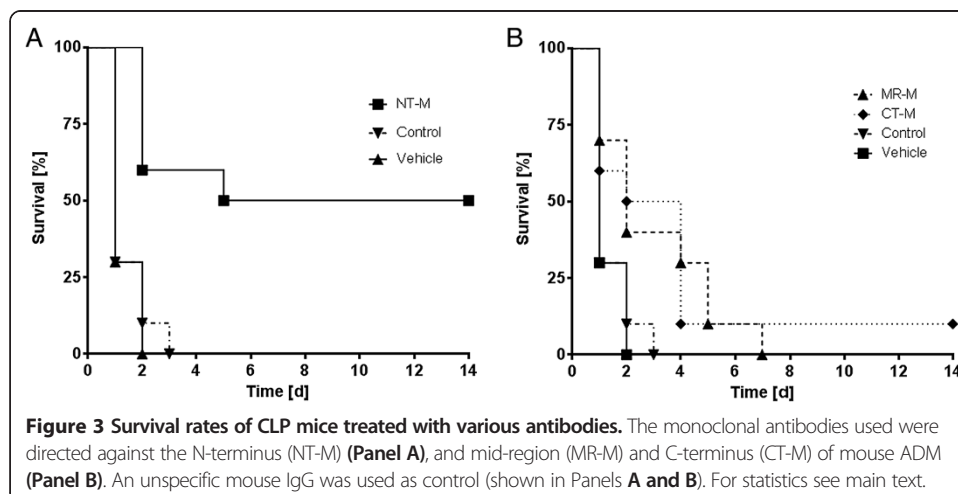 A
B
100
75
50
25
0
Survival [%]
0 2 4 6 8 10 12 14
Time [d]
NT-M
Control
Vehicle
100
75
50
25
0
Survival [%]
0 2 4 6 8 10 12 14
Time [d]
MR-M
CT-M
Control
Vehicle
Figure 3 Survival rates of CLP mice treated with various antibodies. The monoclonal antibodies used were
directed against the N-terminus (NT-M) (Panel A), and mid-region (MR-M) and C-terminus (CT-M) of mouse ADM
(Panel B). An unspecific mouse IgG was used as control (shown in Panels A and B). For statistics see main text.